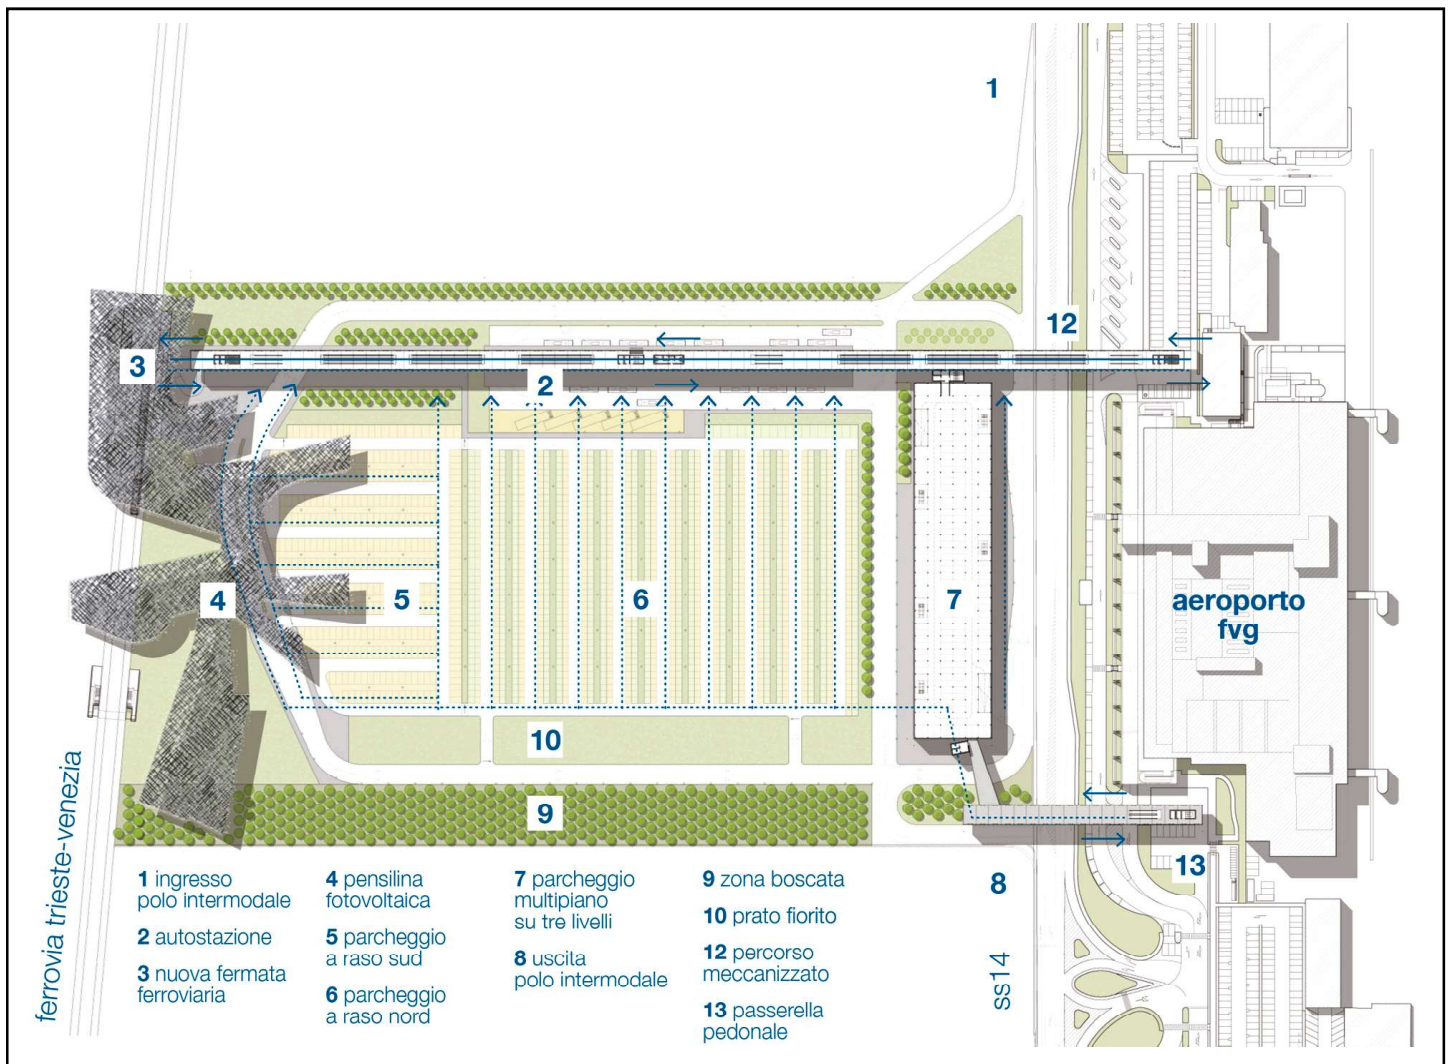 1
12
3
2
4
5
6
7
aeroporto
fvg
10
9
13
8
ferrovia trieste-venezia
ss14
1 ingresso
polo intermodale
2 autostazione
3 nuova fermata
ferroviaria
4 pensilina
fotovoltaica
5 parcheggio
a raso sud
6 parcheggio
a raso nord
7 parcheggio
multipiano
su tre livelli
8 uscita
polo intermodale
9 zona boscata
10 prato fiorito
12 percorso
meccanizzato
13 passerella
pedonale